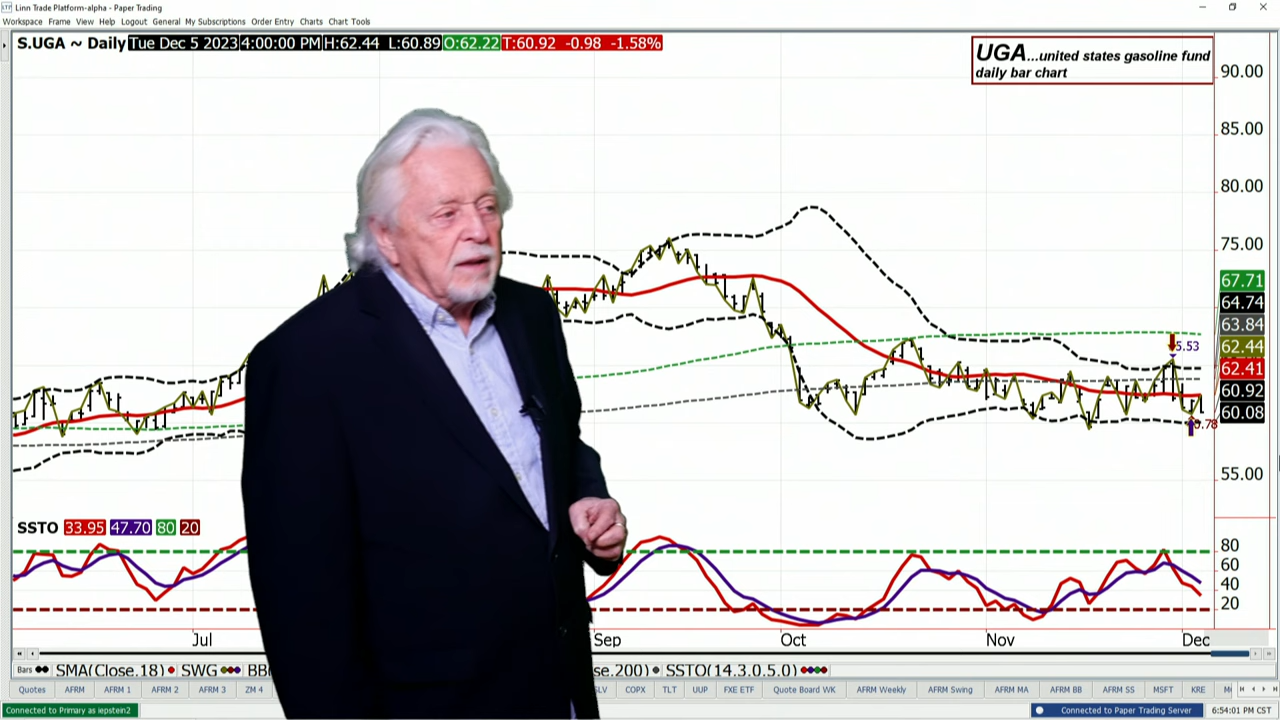 Linn Trade Platform-alpha - Paper Trading
Workspace Frame View Help Logout General My Subscriptions Order Entry Charts Chart Tools
S.UGA ~ Daily Tue Dec 5 2023 4:00:00 PM H:62.44 L:60.89 O:62.22 T:60.92 -0.98 -1.58%
UGA...united states gasoline fund
daily bar chart
90.00
85.00
80.00
75.00
67.71
64.74
63.84
5.53
62.44
62.41
60.92
60.08
55.00
SSTO 33.95 47.70 80 20
80
60
40
20
Jul Sep Oct Nov Dec
Bars SMA(Close.18) SWG se.200) SSTO(14.3.0.5.0)
Quotes AFRM AFRM 1 AFRM 2 AFRM 3 ZM 4 COPX TLT UUP FXE ETF Quote Board WK AFRM Weekly AFRM Swing AFRM MA AFRM BB AFRM SS MSFT KRE
Connected to Primary as iepstein2 Connected to Paper Trading Server 6:54:01 PM CST